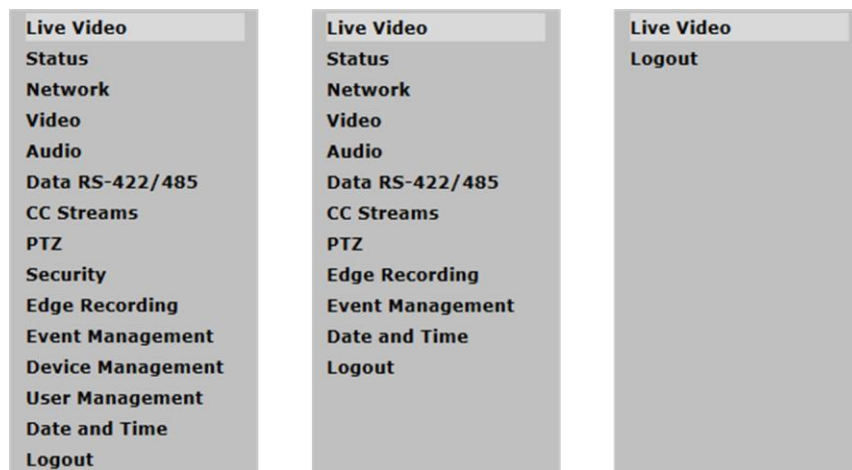 Live Video
Status
Network
Video
Audio
Data RS-422/485
CC Streams
PTZ
Security
Edge Recording
Event Management
Device Management
User Management
Date and Time
Logout
Live Video
Status
Network
Video
Audio
Data RS-422/485
CC Streams
PTZ
Edge Recording
Event Management
Date and Time
Logout
Live Video
Logout